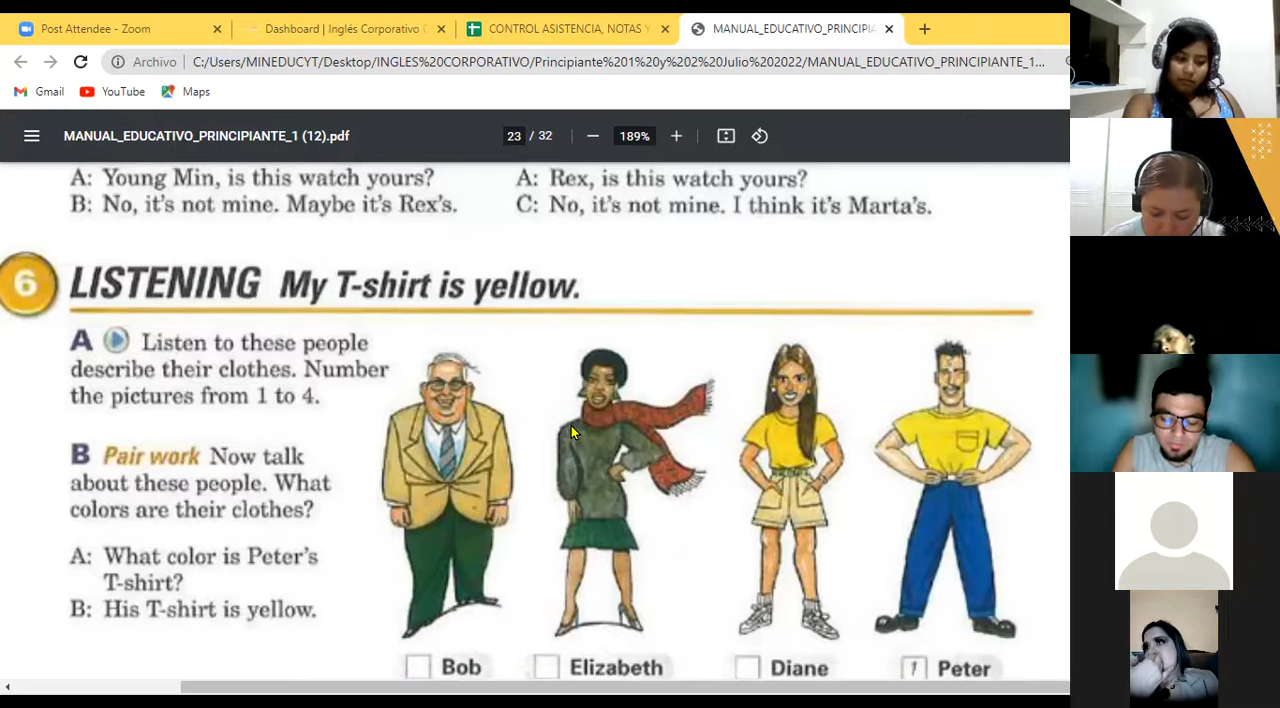 Post Attendee - Zoom
Dashboard | Inglés Corporativo
CONTROL ASISTENCIA, NOTAS Y
MANUAL_EDUCATIVO_PRINCIPIA
Archivo
C:/Users/MINEDUCYT/Desktop/INGLES%20CORPORATIVO/Principiante%201%20y%202%20Julio%202022/MANUAL_EDUCATIVO_PRINCIPIANTE_1...
Gmail
YouTube
Maps
MANUAL_EDUCATIVO_PRINCIPIANTE_1 (12).pdf
23 / 32
189%
A: Young Min, is this watch yours?
B: No, it's not mine. Maybe it's Rex's.
A: Rex, is this watch yours?
C: No, it's not mine. I think it's Marta's.
6 LISTENING My T-shirt is yellow.
A Listen to these people
describe their clothes. Number
the pictures from 1 to 4.
B Pair work Now talk
about these people. What
colors are their clothes?
A: What color is Peter's
T-shirt?
B: His T-shirt is yellow.
Bob
Elizabeth
Diane
1 Peter